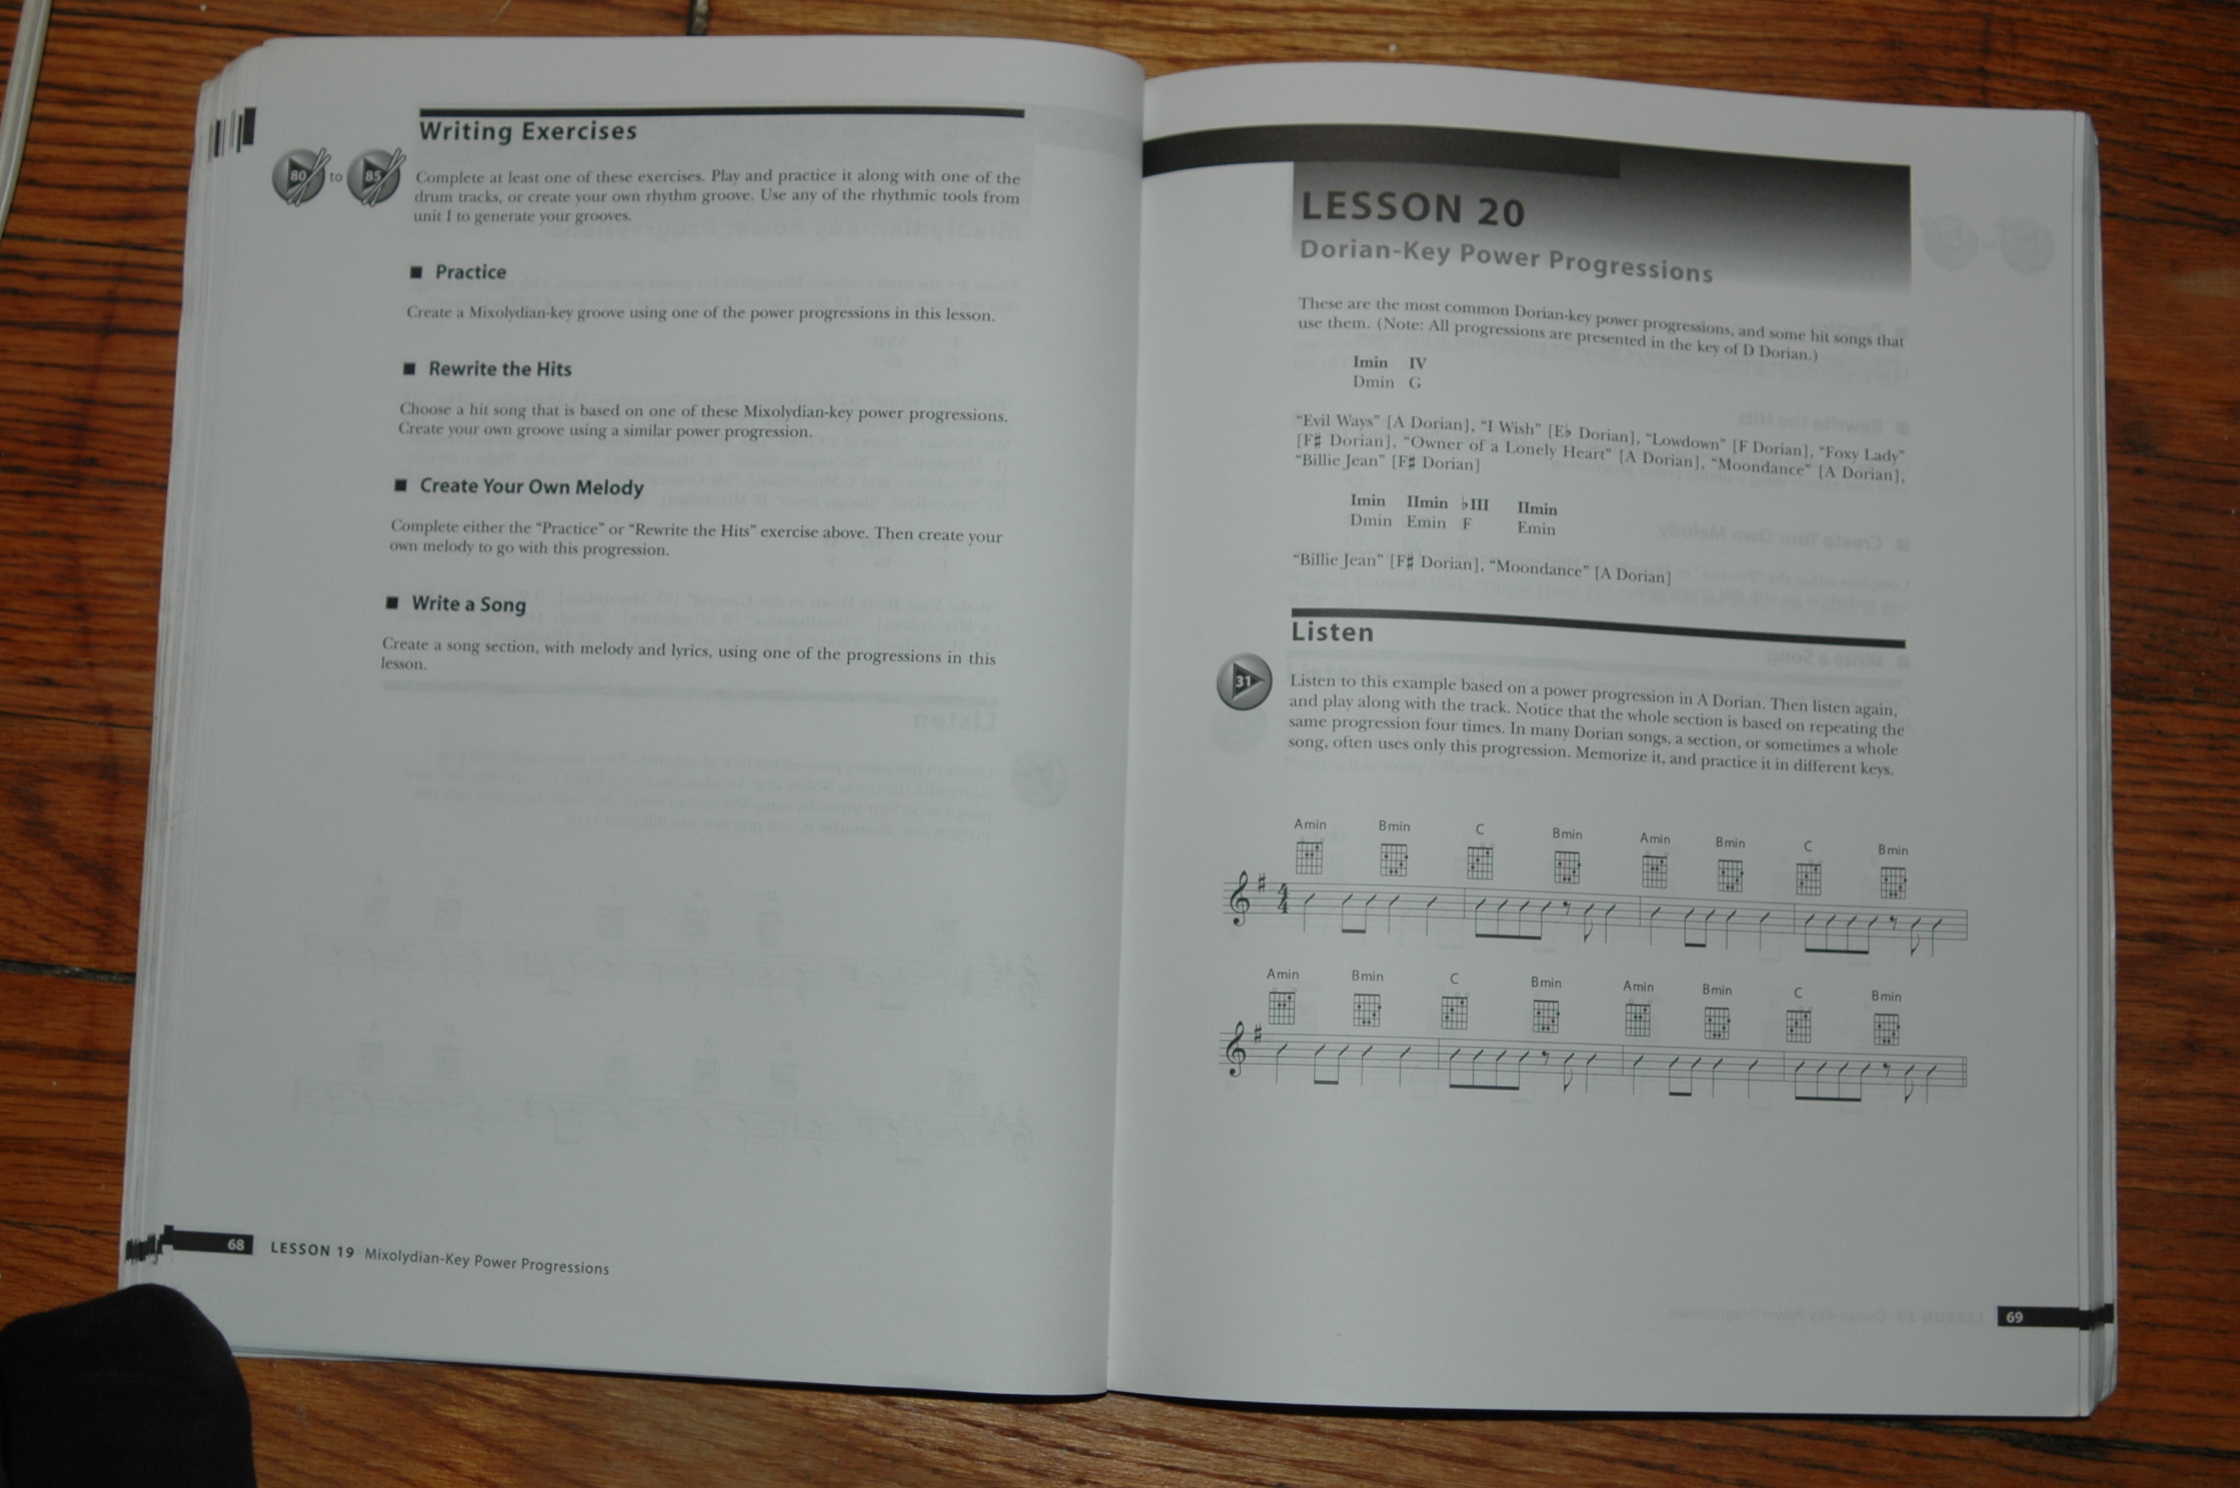 Writing Exercises
80 to 85
Complete at least one of these exercises. Play and practice it along with one of the
drum tracks, or create your own rhythm groove. Use any of the rhythmic tools from
unit I to generate your grooves.
■ Practice
Create a Mixolydian-key groove using one of the power progressions in this lesson.
■ Rewrite the Hits
Choose a hit song that is based on one of these Mixolydian-key power progressions.
Create your own groove using a similar power progression.
■ Create Your Own Melody
Complete either the "Practice" or "Rewrite the Hits" exercise above. Then create your
own melody to go with this progression.
■ Write a Song
Create a song section, with melody and lyrics, using one of the progressions in this
lesson.
68 LESSON 19 Mixolydian-Key Power Progressions
LESSON 20
Dorian-Key Power Progressions
These are the most common Dorian-key power progressions, and some hit songs that
use them. (Note: All progressions are presented in the key of D Dorian.)
Imin IV
Dmin G
"Evil Ways" [A Dorian], "I Wish" [E♭ Dorian], "Lowdown" [F Dorian], "Foxy Lady"
[F♯ Dorian], "Owner of a Lonely Heart" [A Dorian], "Moondance" [A Dorian],
"Billie Jean" [F♯ Dorian]
Imin IImin ♭III IImin
Dmin Emin F Emin
"Billie Jean" [F♯ Dorian], "Moondance" [A Dorian]
Listen
31
Listen to this example based on a power progression in A Dorian. Then listen again,
and play along with the track. Notice that the whole section is based on repeating the
same progression four times. In many Dorian songs, a section, or sometimes a whole
song, often uses only this progression. Memorize it, and practice it in different keys.
Amin Bmin C Bmin Amin Bmin C Bmin
4
4
Amin Bmin C Bmin Amin Bmin C Bmin
69